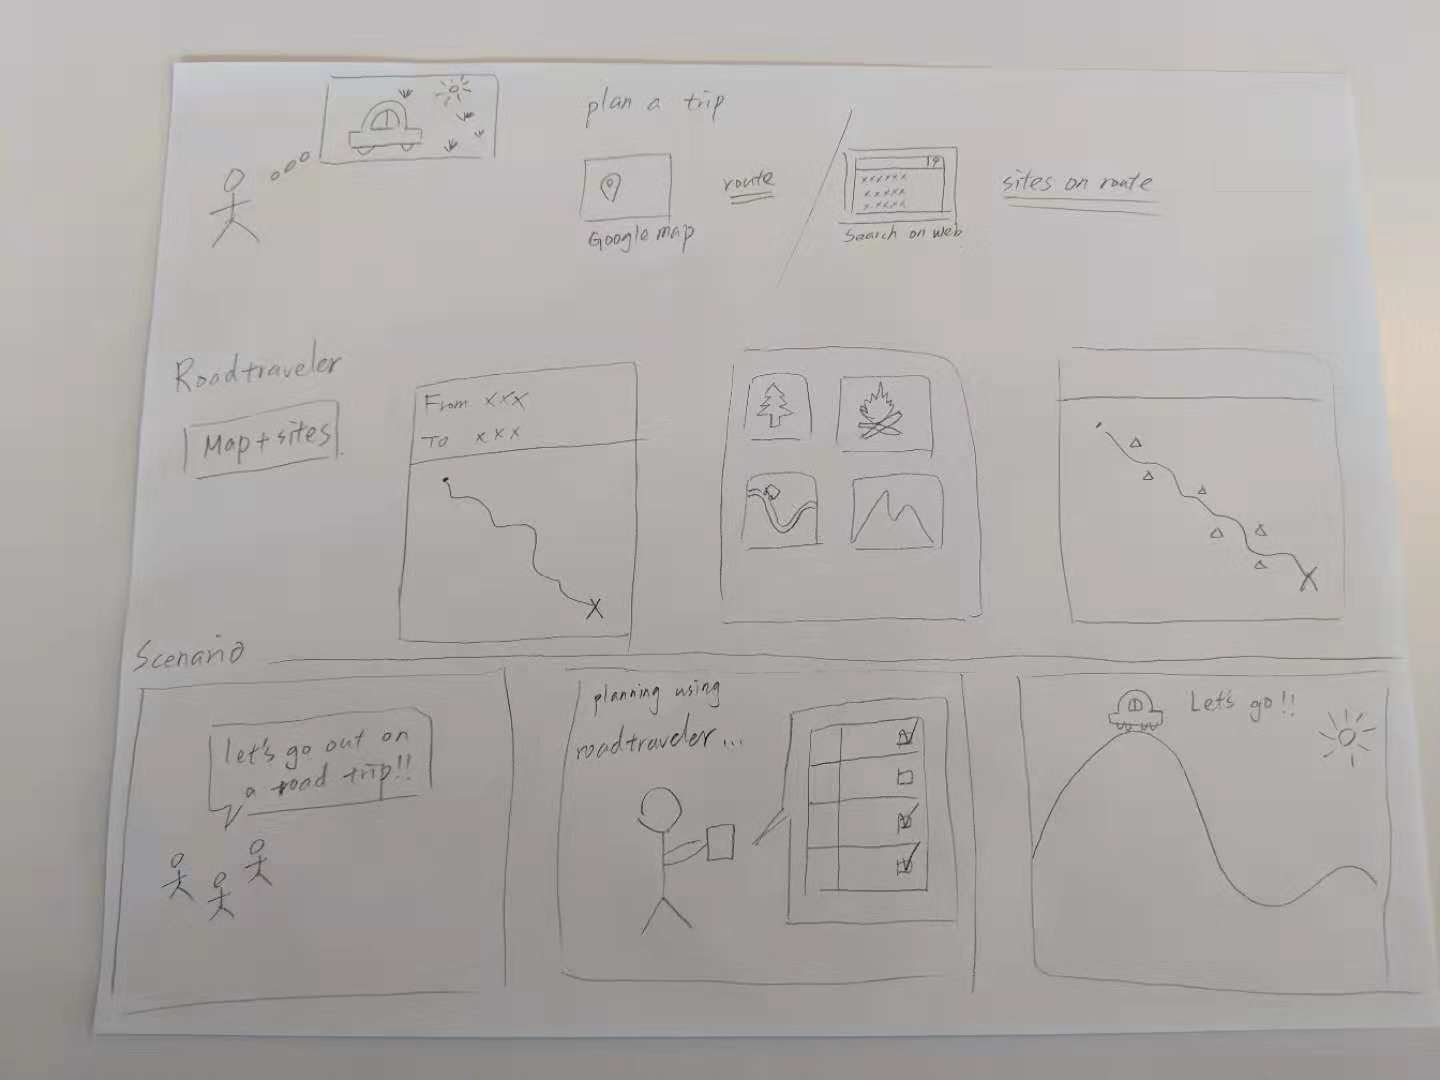 plan a trip
Google map
route
xxxxxx
xxxxx
xxxxx
Search on web
sites on route
Roadtraveler
Map+sites
From xxx
To xxx
Scenario
let's go out on
a road trip!!
planning using
roadtraveler...
Let's go!!